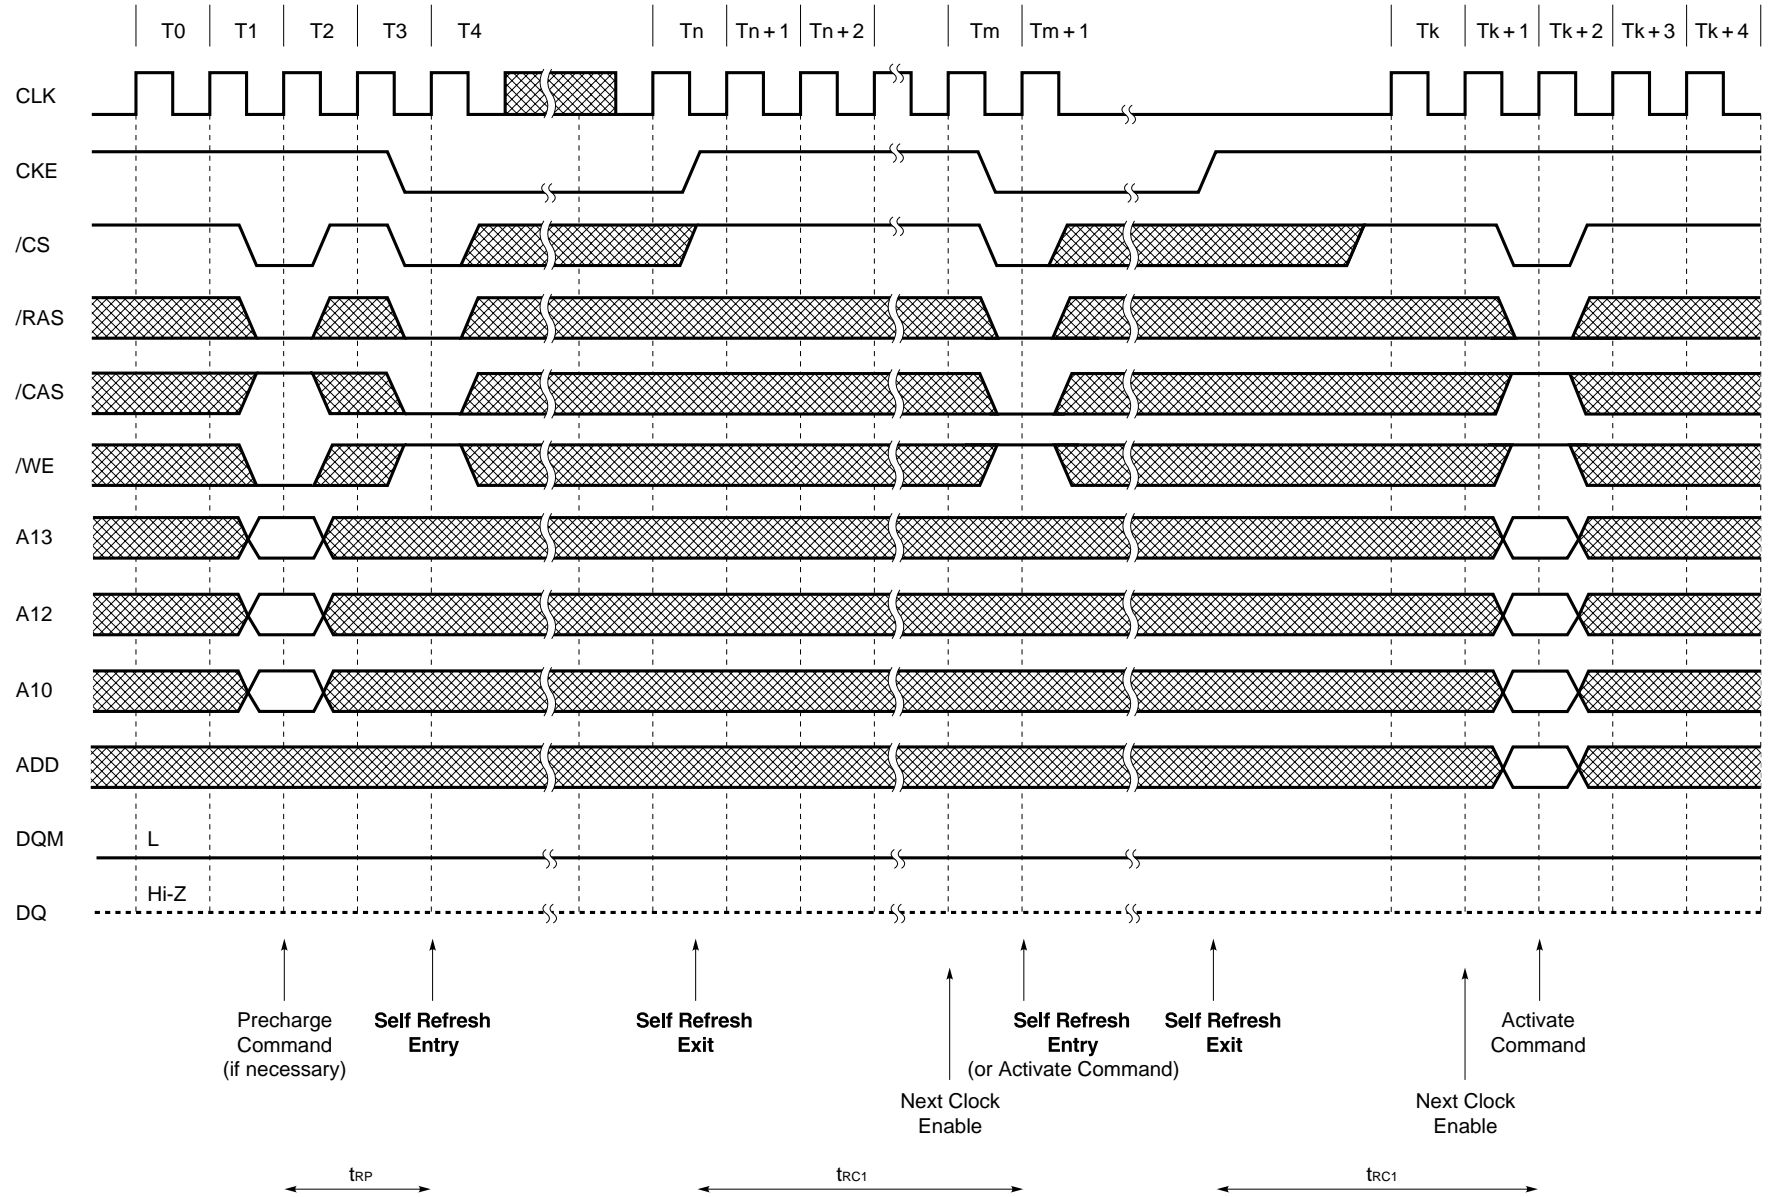 T0 T1 T2 T3 T4 Tn Tn + 1 Tn + 2 Tm Tm + 1 Tk Tk + 1 Tk + 2 Tk + 3 Tk + 4
CLK
CKE
/CS
/RAS
/CAS
/WE
A13
A12
A10
ADD
DQM L
Hi-Z
DQ
Precharge
Command
(if necessary)
Self Refresh
Entry
Self Refresh
Exit
Self Refresh
Entry
(or Activate Command)
Self Refresh
Exit
Activate
Command
Next Clock
Enable
Next Clock
Enable
tRP tRC1 tRC1